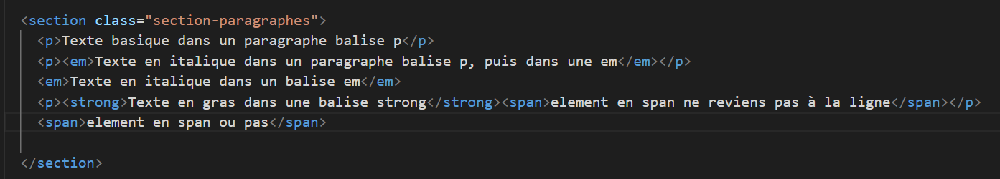 <section class="section-paragraphes">
<p>Texte basique dans un paragraphe balise p</p>
<p><em>Texte en italique dans un paragraphe balise p, puis dans une em</em></p>
<em>Texte en italique dans un balise em</em>
<p><strong>Texte en gras dans une balise strong</strong><span>element en span ne reviens pas à la ligne</span></p>
<span>element en span ou pas</span>
</section>